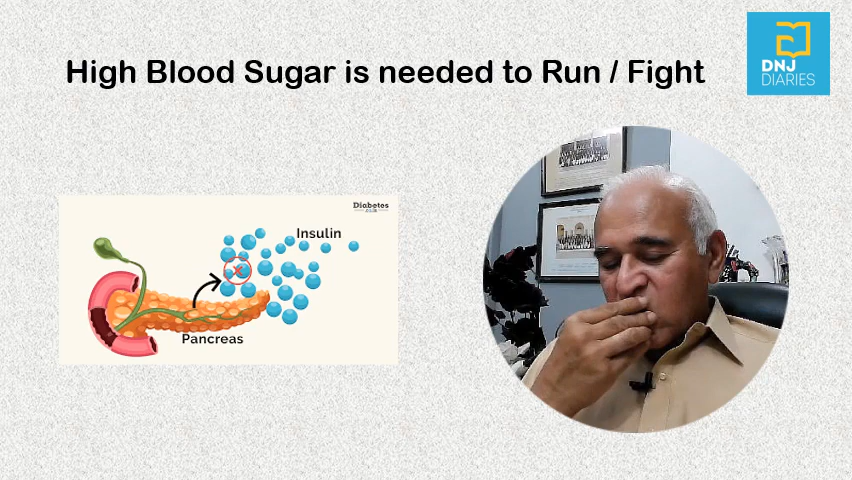 High Blood Sugar is needed to Run / Fight
DNJ
DIARIES
Diabetes
Insulin
Pancreas